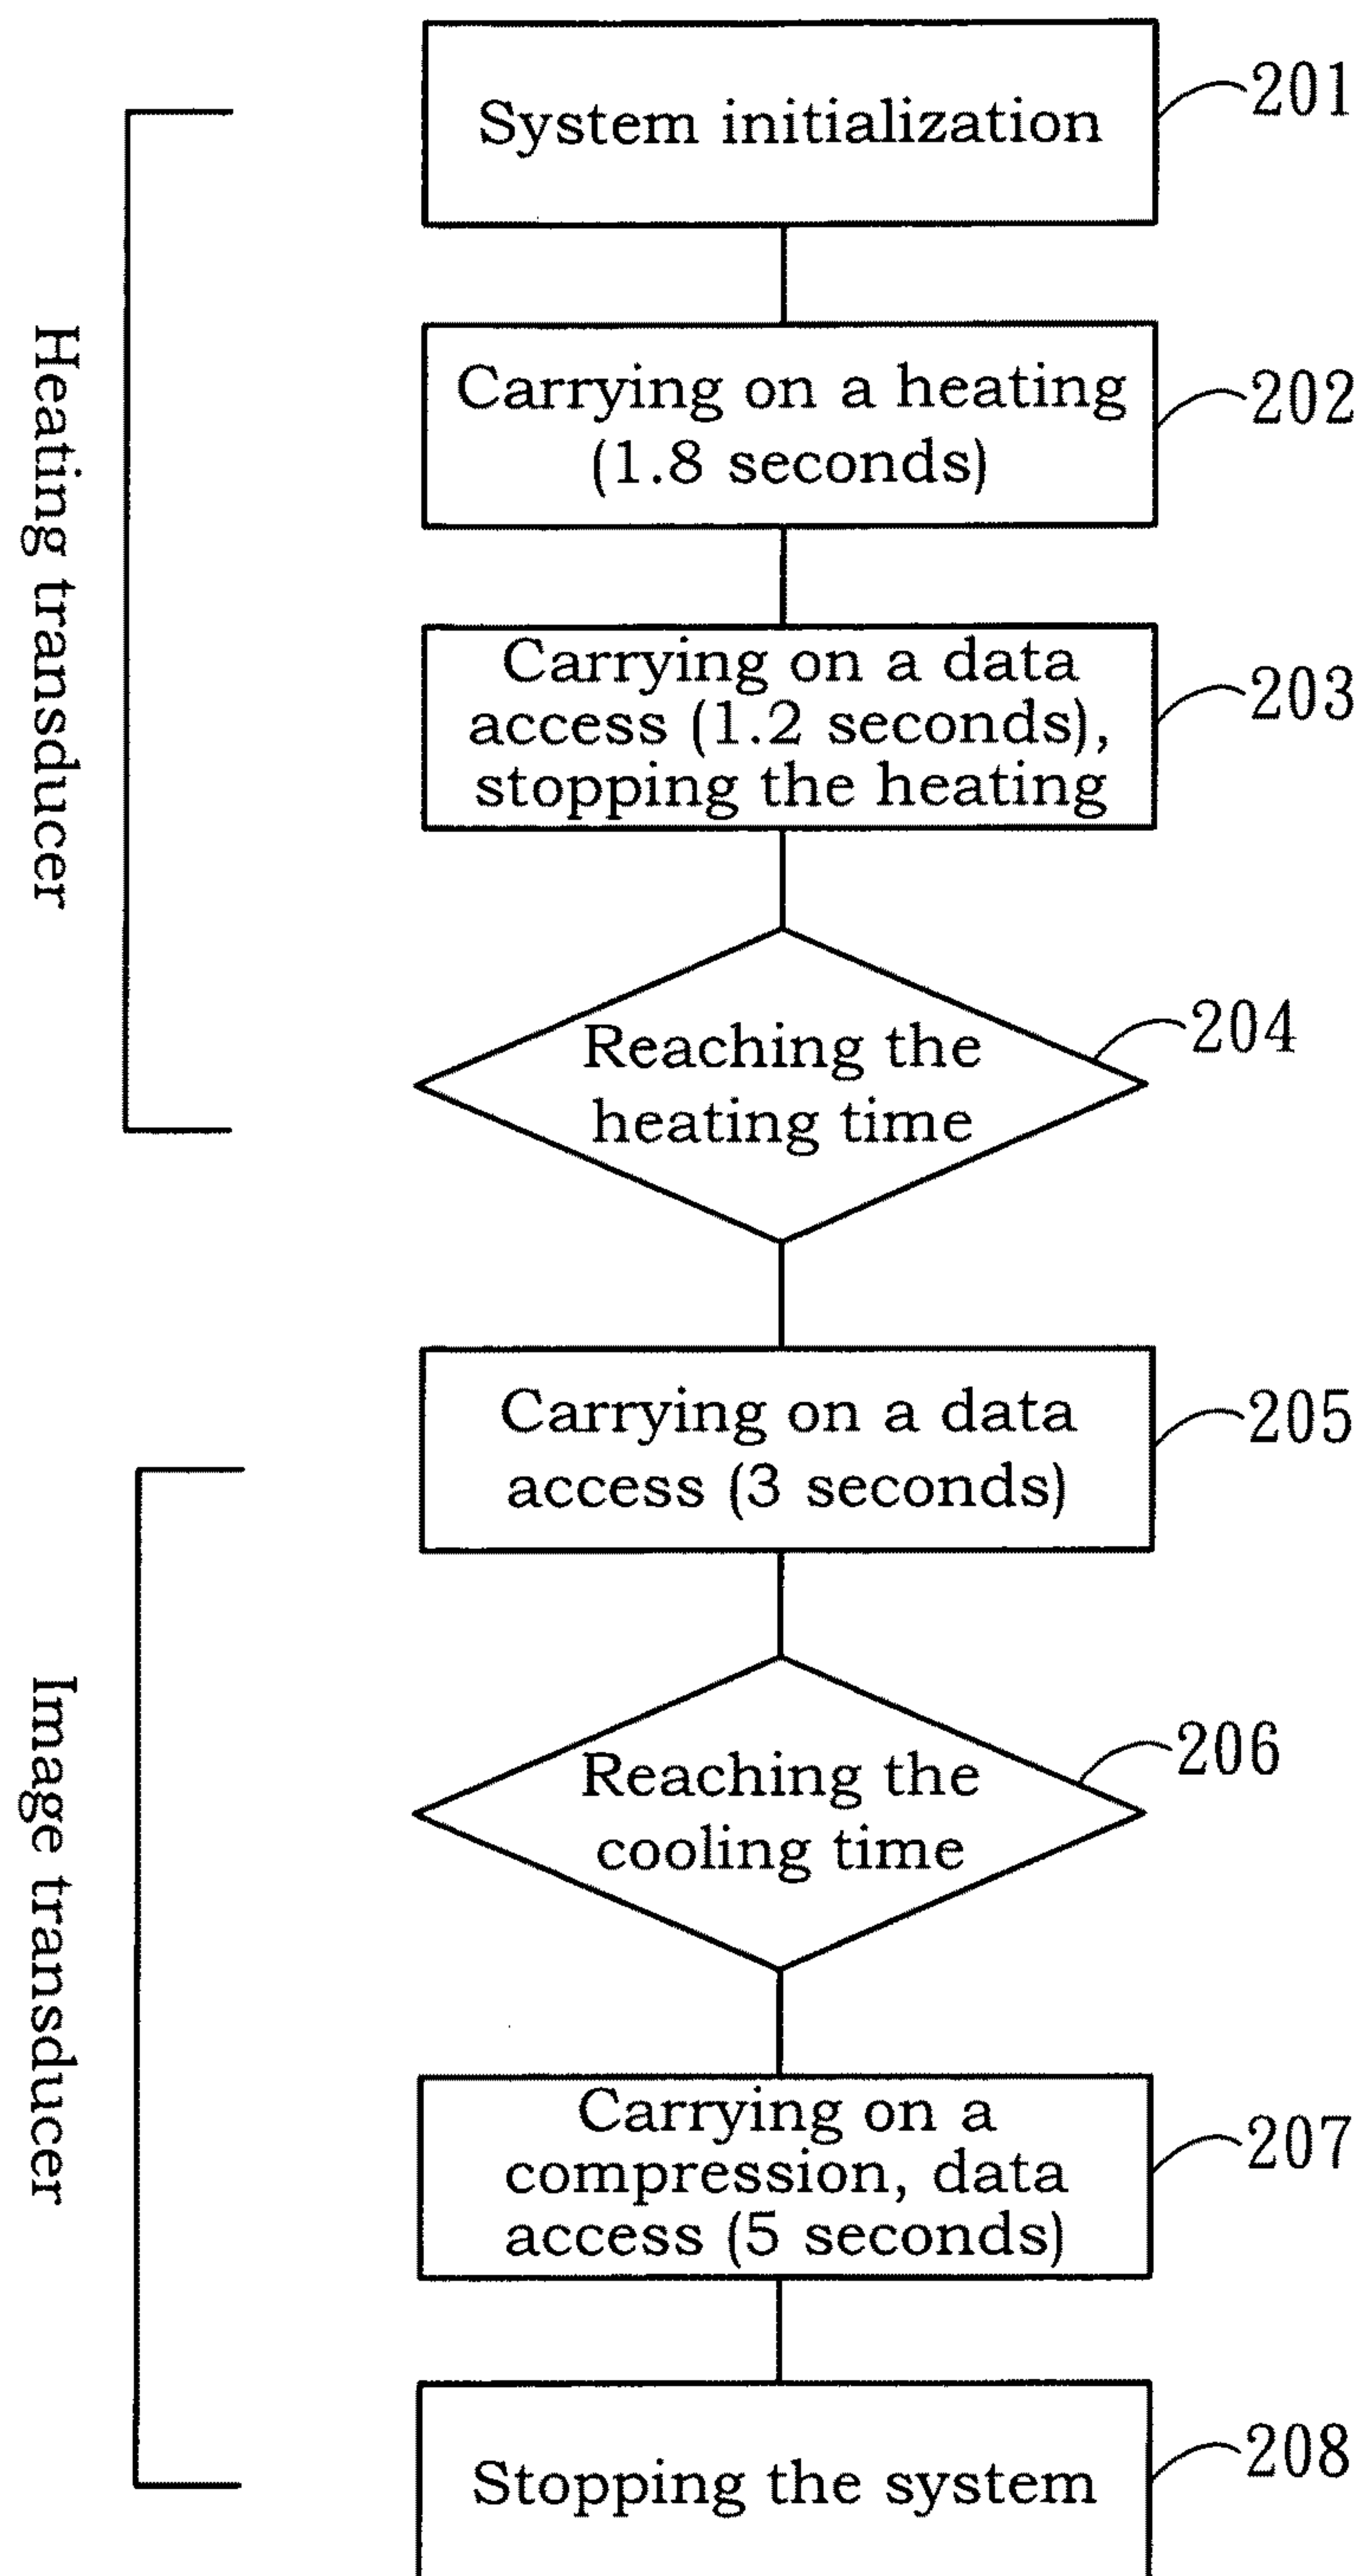 System initialization
201
Carrying on a heating
(1.8 seconds)
202
Carrying on a data
access (1.2 seconds),
stopping the heating
203
Heating transducer
Reaching the
heating time
204
Carrying on a data
access (3 seconds)
205
Reaching the
cooling time
206
Image transducer
Carrying on a
compression, data
access (5 seconds)
207
Stopping the system
208